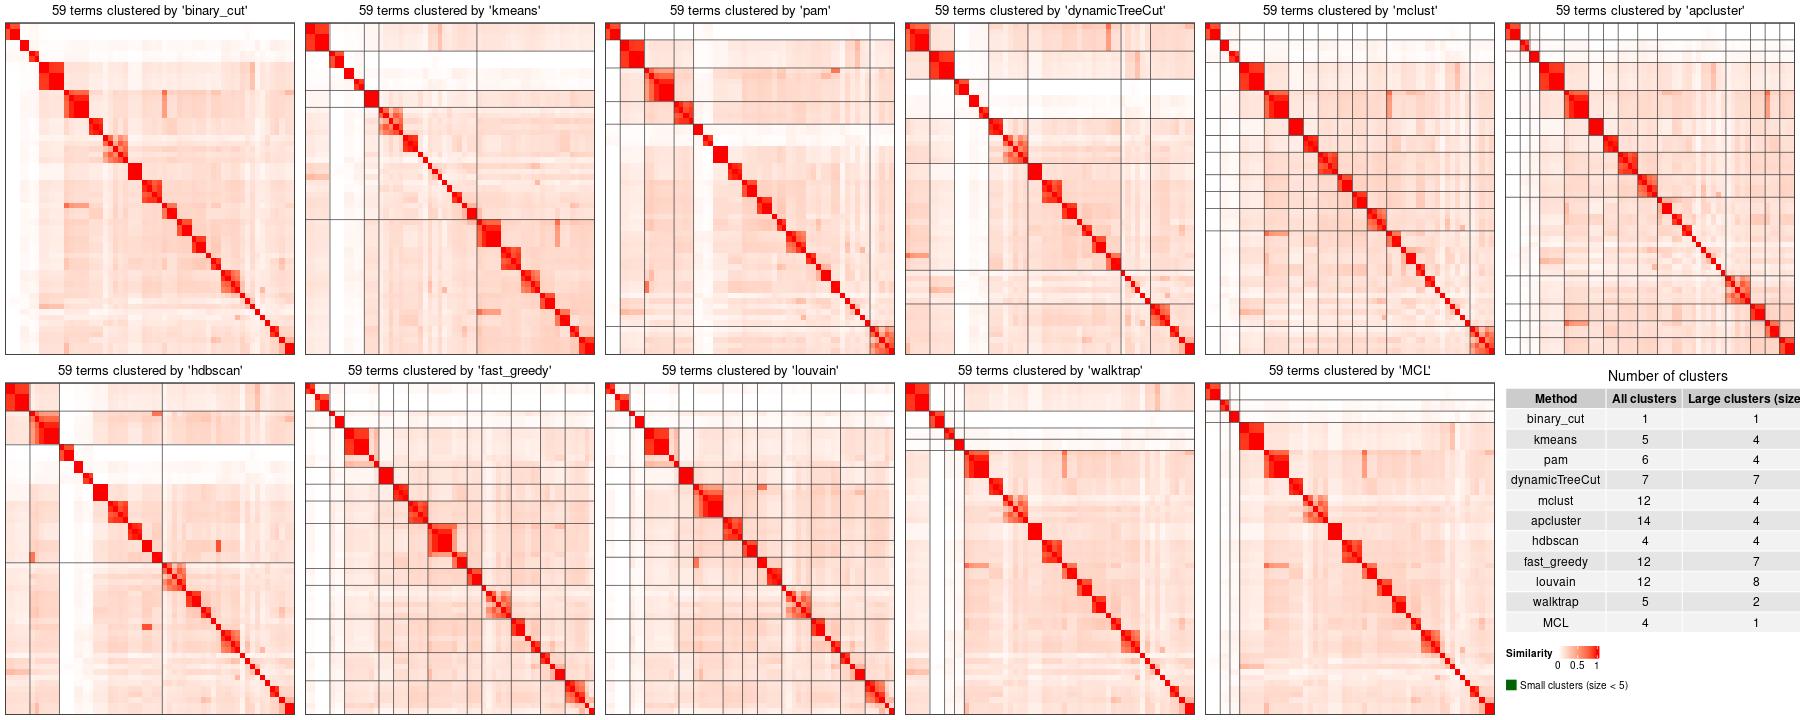 59 terms clustered by 'binary_cut'
59 terms clustered by 'kmeans'
59 terms clustered by 'pam'
59 terms clustered by 'dynamicTreeCut'
59 terms clustered by 'mclust'
59 terms clustered by 'apcluster'
59 terms clustered by 'hdbscan'
59 terms clustered by 'fast_greedy'
59 terms clustered by 'louvain'
59 terms clustered by 'walktrap'
59 terms clustered by 'MCL'
Number of clusters
Method All clusters Large clusters (size
binary_cut 1 1
kmeans 5 4
pam 6 4
dynamicTreeCut 7 7
mclust 12 4
apcluster 14 4
hdbscan 4 4
fast_greedy 12 7
louvain 12 8
walktrap 5 2
MCL 4 1
Similarity
0 0.5 1
Small clusters (size < 5)